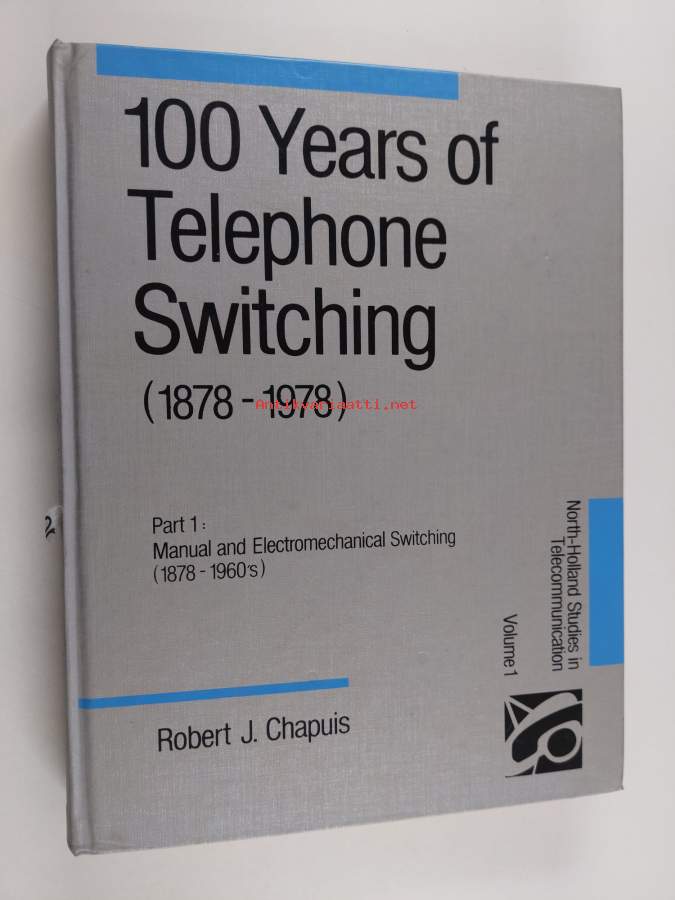 100 Years of
Telephone
Switching
(1878 - 1978)
Antikvariaatti.net
Part 1:
Manual and Electromechanical Switching
(1878 - 1960's)
North-Holland Studies in
Telecommunication
Volume 1
Robert J. Chapuis